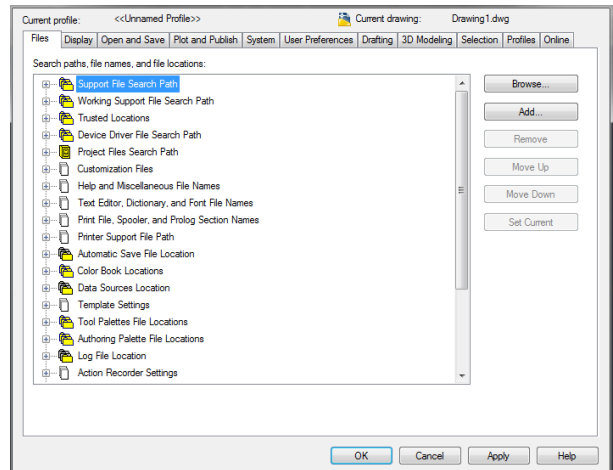 Current profile: <<Unnamed Profile>> Current drawing: Drawing1.dwg
Files Display Open and Save Plot and Publish System User Preferences Drafting 3D Modeling Selection Profiles Online
Search paths, file names, and file locations:
Support File Search Path
Working Support File Search Path
Trusted Locations
Device Driver File Search Path
Project Files Search Path
Customization Files
Help and Miscellaneous File Names
Text Editor, Dictionary, and Font File Names
Print File, Spooler, and Prolog Section Names
Printer Support File Path
Automatic Save File Location
Color Book Locations
Data Sources Location
Template Settings
Tool Palettes File Locations
Authoring Palette File Locations
Log File Location
Action Recorder Settings
Browse...
Add...
Remove
Move Up
Move Down
Set Current
OK Cancel Apply Help